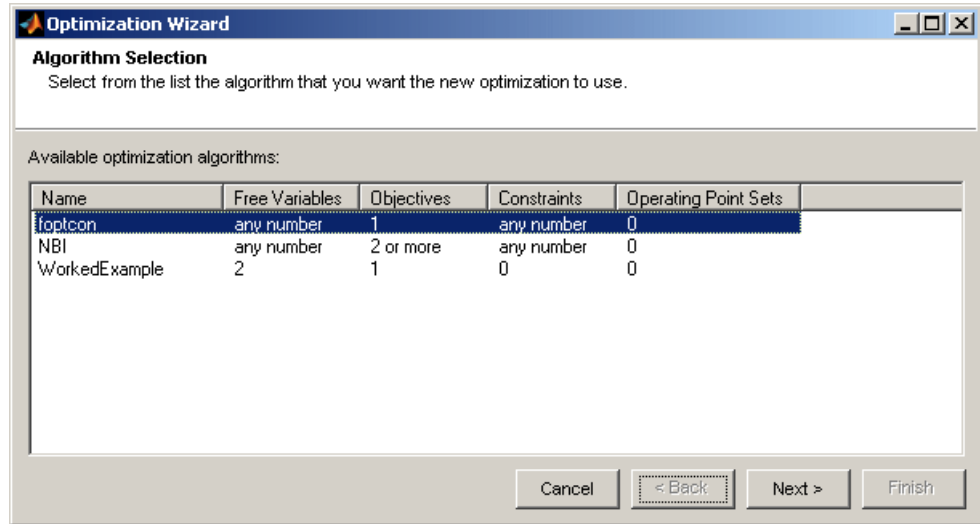 Optimization Wizard
Algorithm Selection
Select from the list the algorithm that you want the new optimization to use.
Available optimization algorithms:
Name Free Variables Objectives Constraints Operating Point Sets
foptcon any number 1 any number 0
NBI any number 2 or more any number 0
WorkedExample 2 1 0 0
Cancel < Back Next > Finish